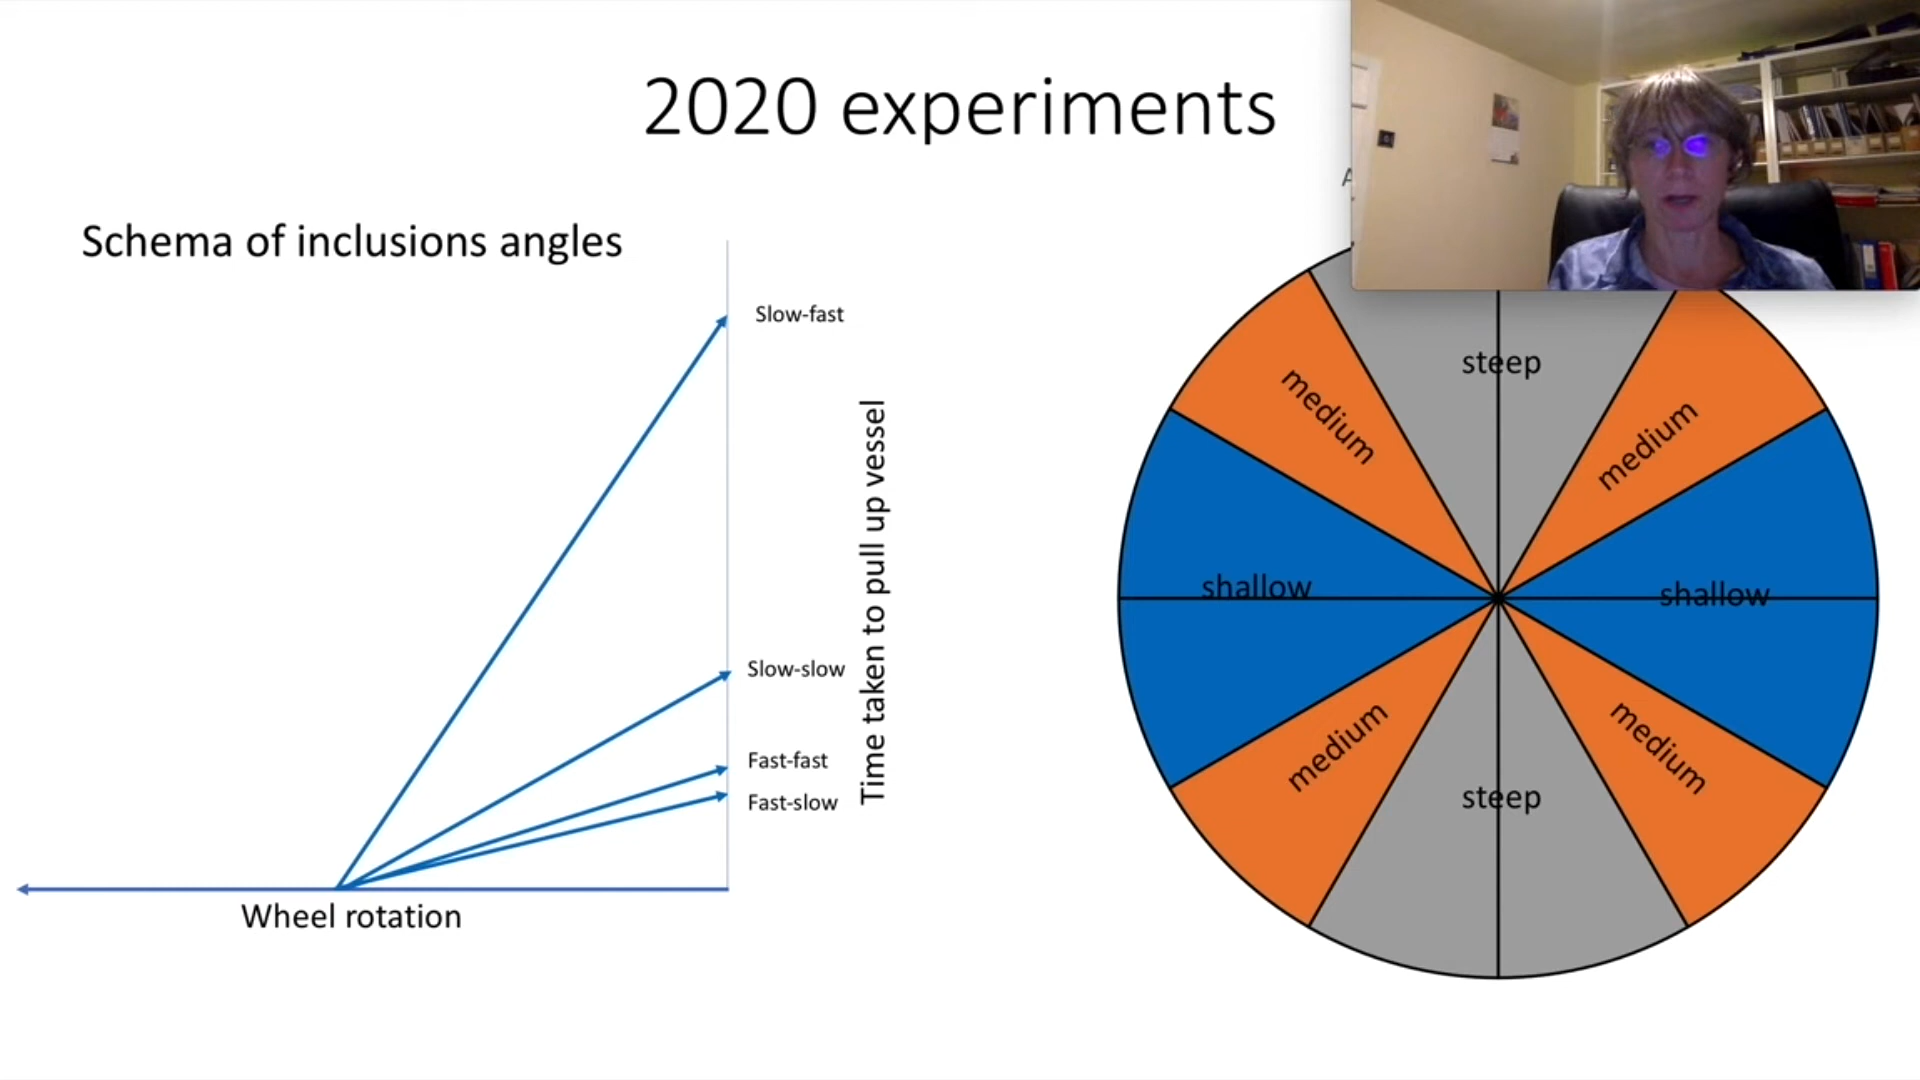 2020 experiments
Schema of inclusions angles
Slow-fast
Slow-slow
Fast-fast
Fast-slow
Time taken to pull up vessel
Wheel rotation
steep
medium
medium
shallow
shallow
medium
medium
steep